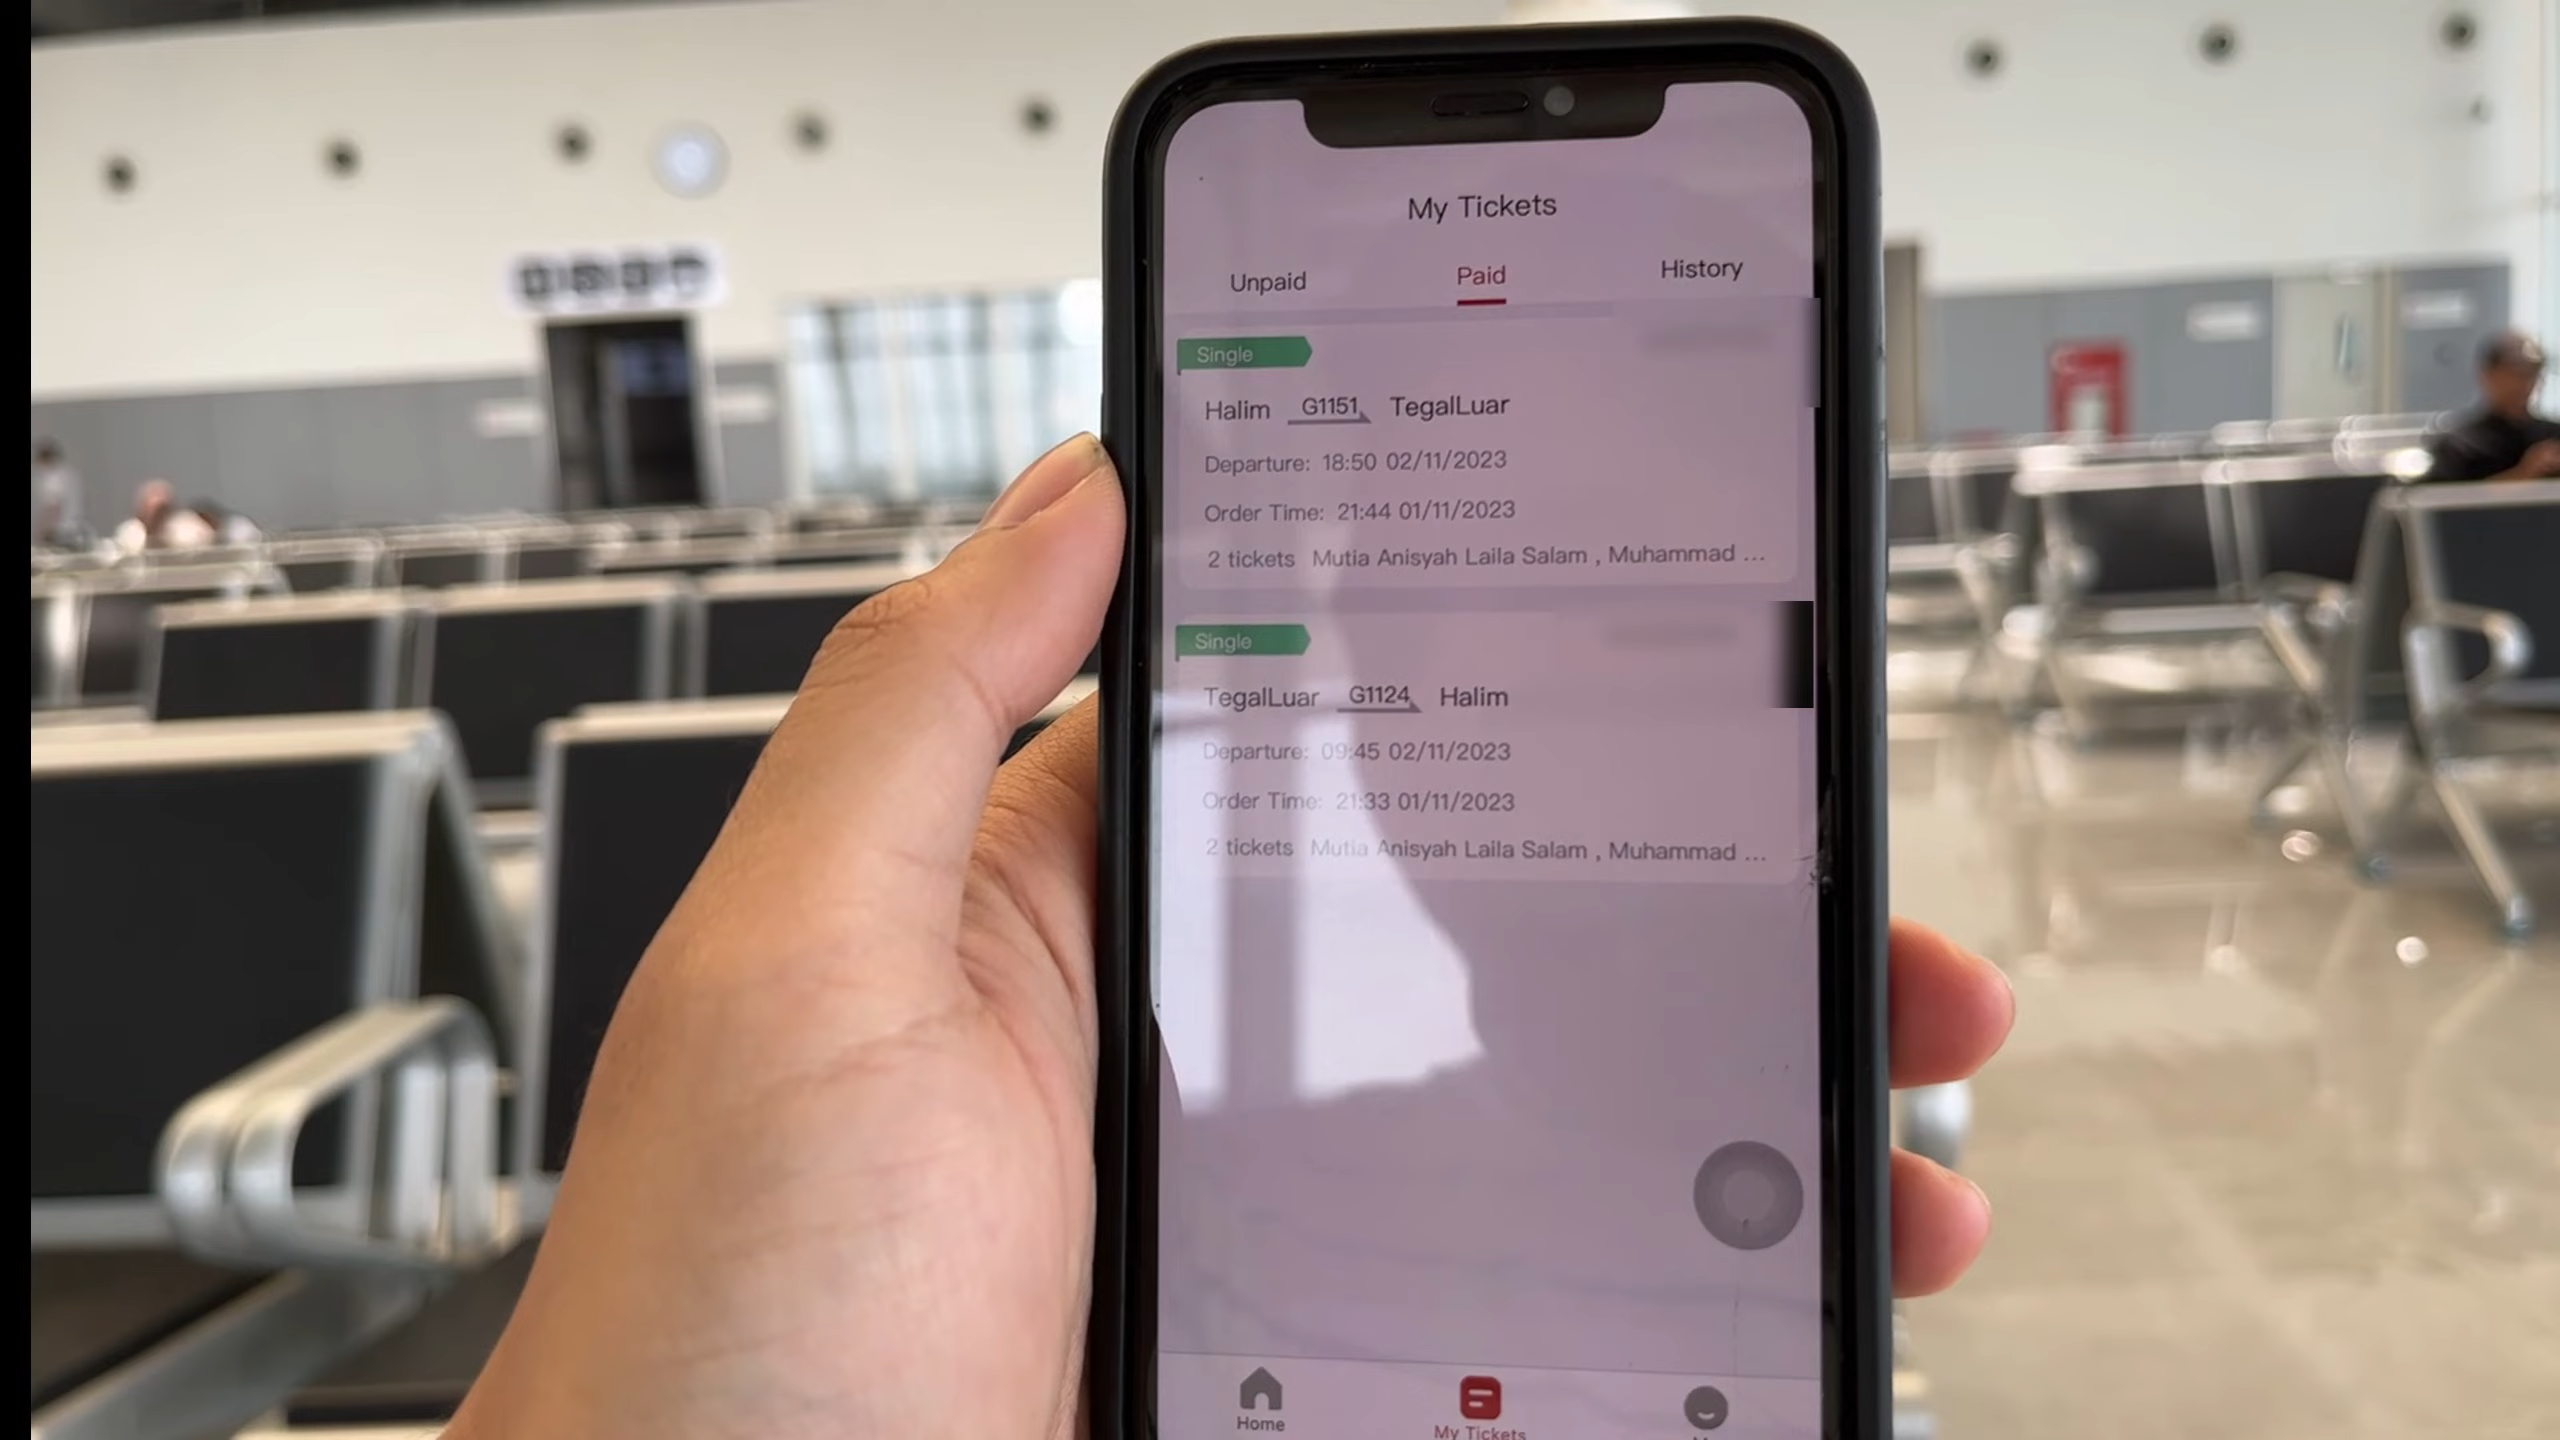 My Tickets
Unpaid Paid History
Single
Halim G1151 TegalLuar
Departure: 18:50 02/11/2023
Order Time: 21:44 01/11/2023
2 tickets Mutia Anisyah Laila Salam , Muhammad ...
Single
TegalLuar G1124 Halim
Departure: 09:45 02/11/2023
Order Time: 21:33 01/11/2023
2 tickets Mutia Anisyah Laila Salam , Muhammad ...
Home My Tickets